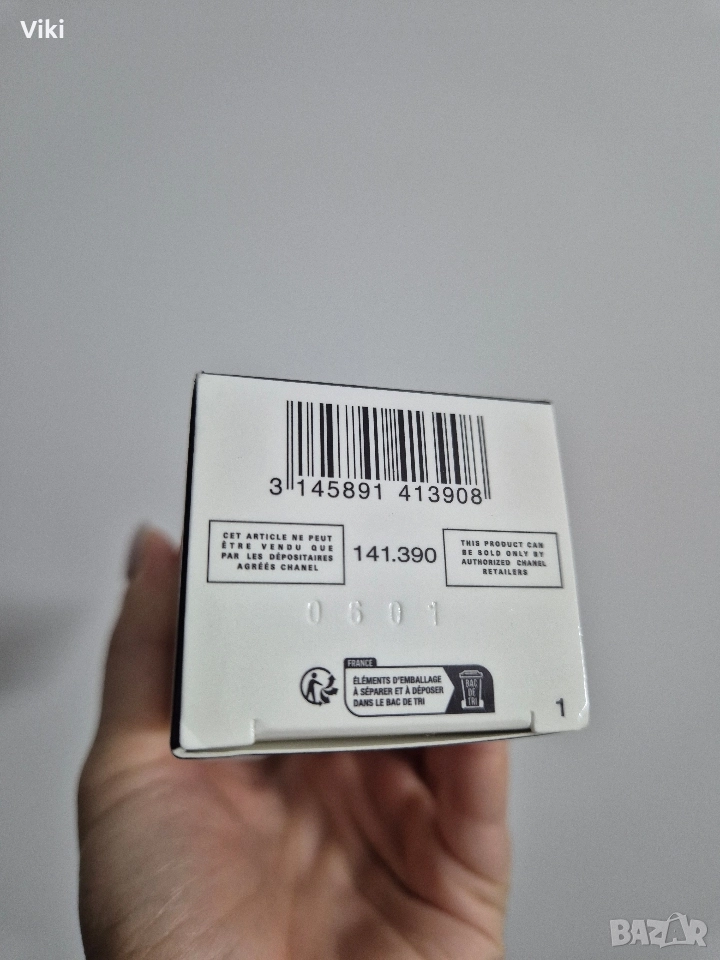 Viki
3 145891 413908
CET ARTICLE NE PEUT
ÊTRE VENDU QUE
PAR LES DÉPOSITAIRES
AGRÉÉS CHANEL
141.390
THIS PRODUCT CAN
BE SOLD ONLY BY
AUTHORIZED CHANEL
RETAILERS
0601
FRANCE
ÉLÉMENTS D'EMBALLAGE
À SÉPARER ET À DÉPOSER
DANS LE BAC DE TRI
BAC
DE
TRI
1
BAZAR